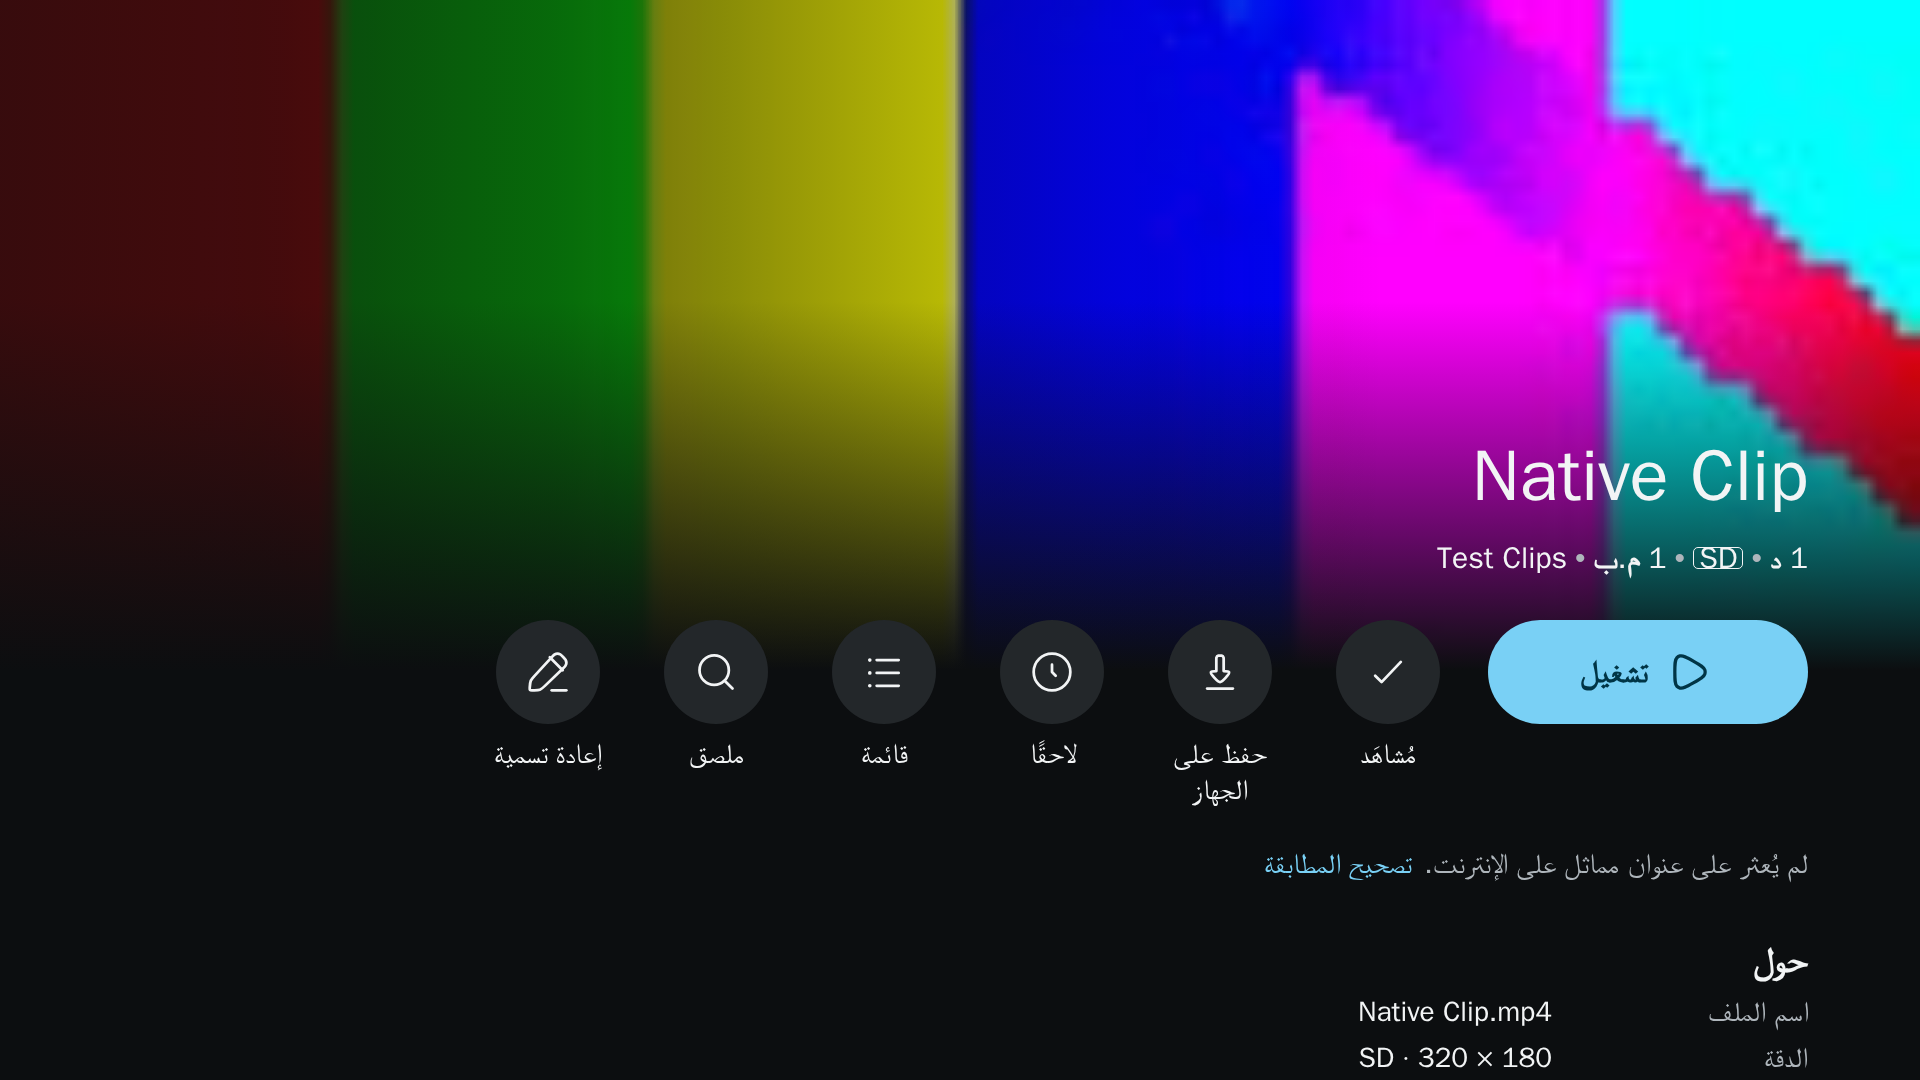 Native Clip
1 د • SD • 1 م.ب • Test Clips
تشغيل
مُشاهَد
حفظ على
الجهاز
لاحقًا
قائمة
ملصق
إعادة تسمية
لم يُعثر على عنوان مماثل على الإنترنت. تصحيح المطابقة
حول
اسم الملف Native Clip.mp4
الدقة SD · 320 × 180